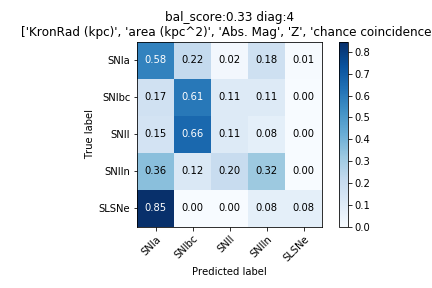 bal_score:0.33 diag:4
['KronRad (kpc)', 'area (kpc^2)', 'Abs. Mag', 'Z', 'chance coincidence
SNIa 0.58 0.22 0.02 0.18 0.01
SNIbc 0.17 0.61 0.11 0.11 0.00
SNII 0.15 0.66 0.11 0.08 0.00
SNIIn 0.36 0.12 0.20 0.32 0.00
SLSNe 0.85 0.00 0.00 0.08 0.08
SNIa SNIbc SNII SNIIn SLSNe
True label
Predicted label
0.8
0.7
0.6
0.5
0.4
0.3
0.2
0.1
0.0